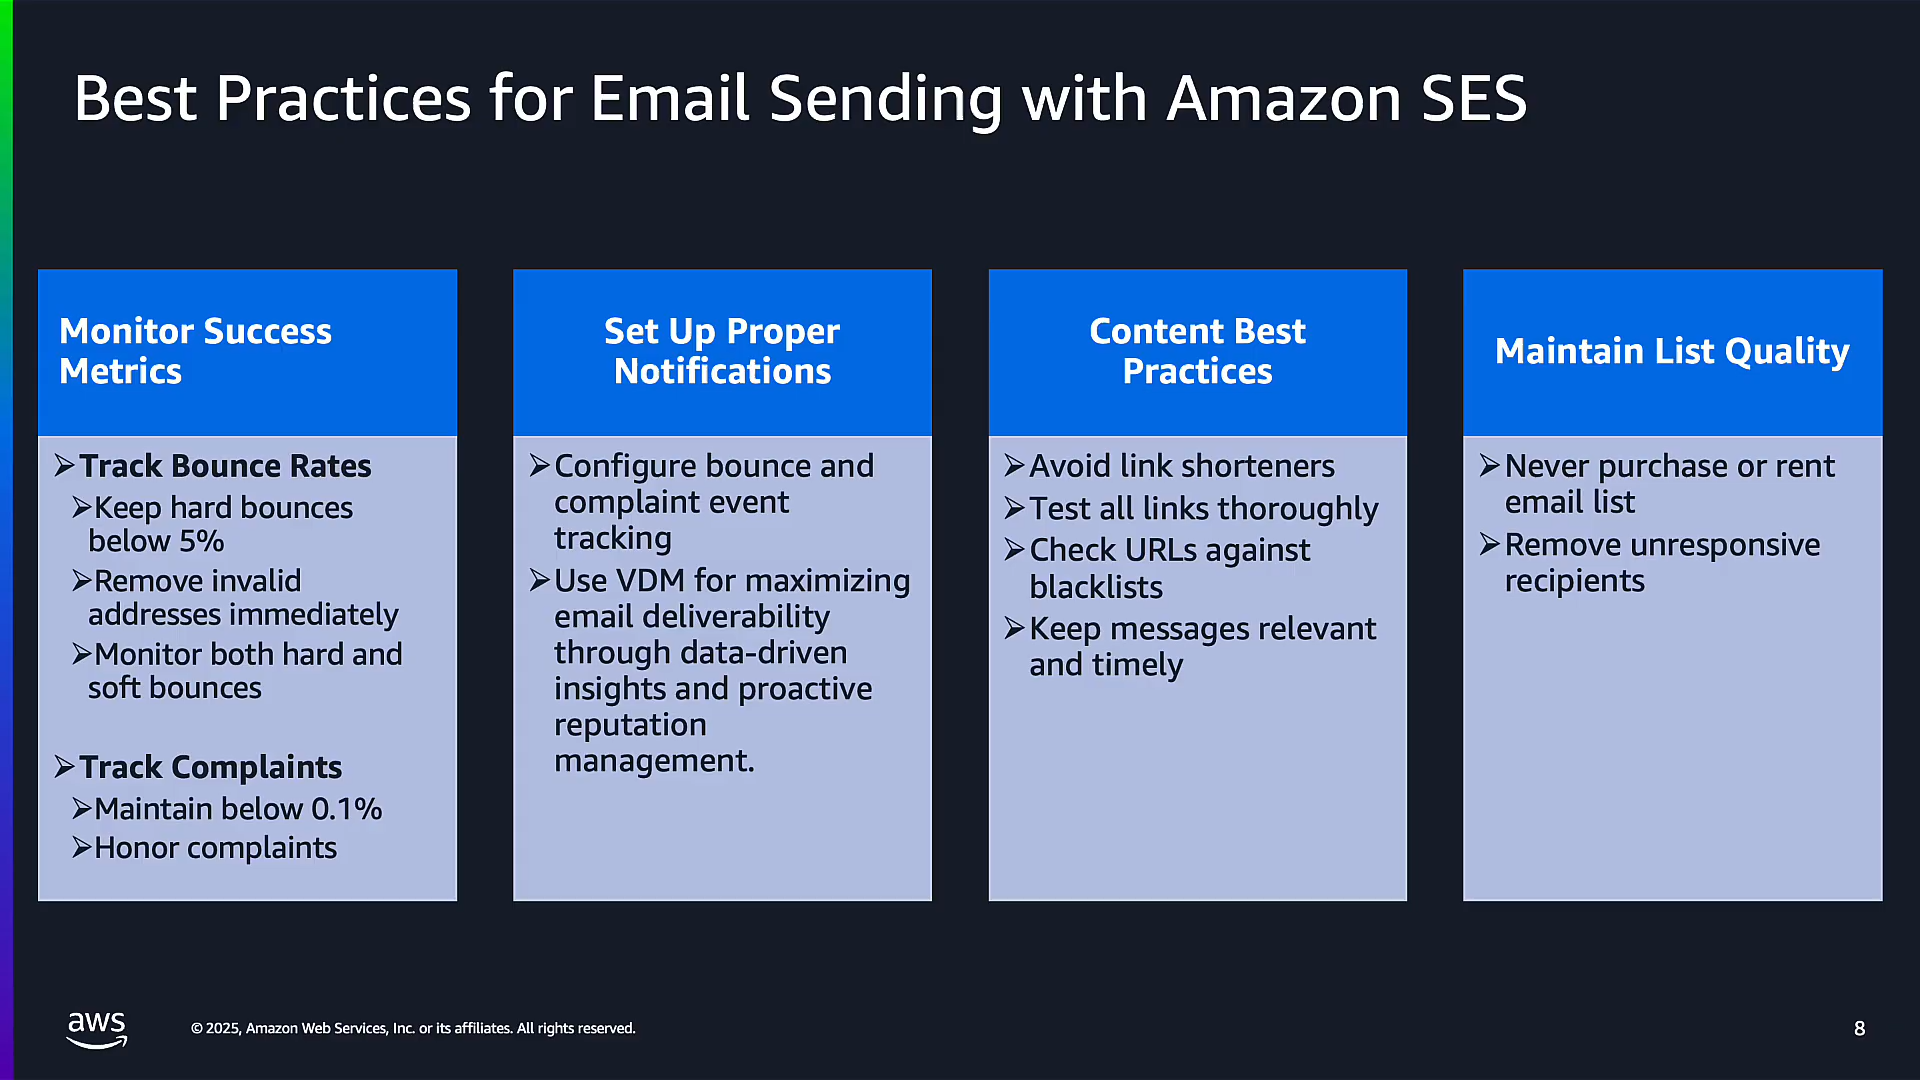 Best Practices for Email Sending with Amazon SES
Monitor Success
Metrics
➢Track Bounce Rates
➢Keep hard bounces
below 5%
➢Remove invalid
addresses immediately
➢Monitor both hard and
soft bounces
➢Track Complaints
➢Maintain below 0.1%
➢Honor complaints
Set Up Proper
Notifications
➢Configure bounce and
complaint event
tracking
➢Use VDM for maximizing
email deliverability
through data-driven
insights and proactive
reputation
management.
Content Best
Practices
➢Avoid link shorteners
➢Test all links thoroughly
➢Check URLs against
blacklists
➢Keep messages relevant
and timely
Maintain List Quality
➢Never purchase or rent
email list
➢Remove unresponsive
recipients
aws
© 2025, Amazon Web Services, Inc. or its affiliates. All rights reserved.
8